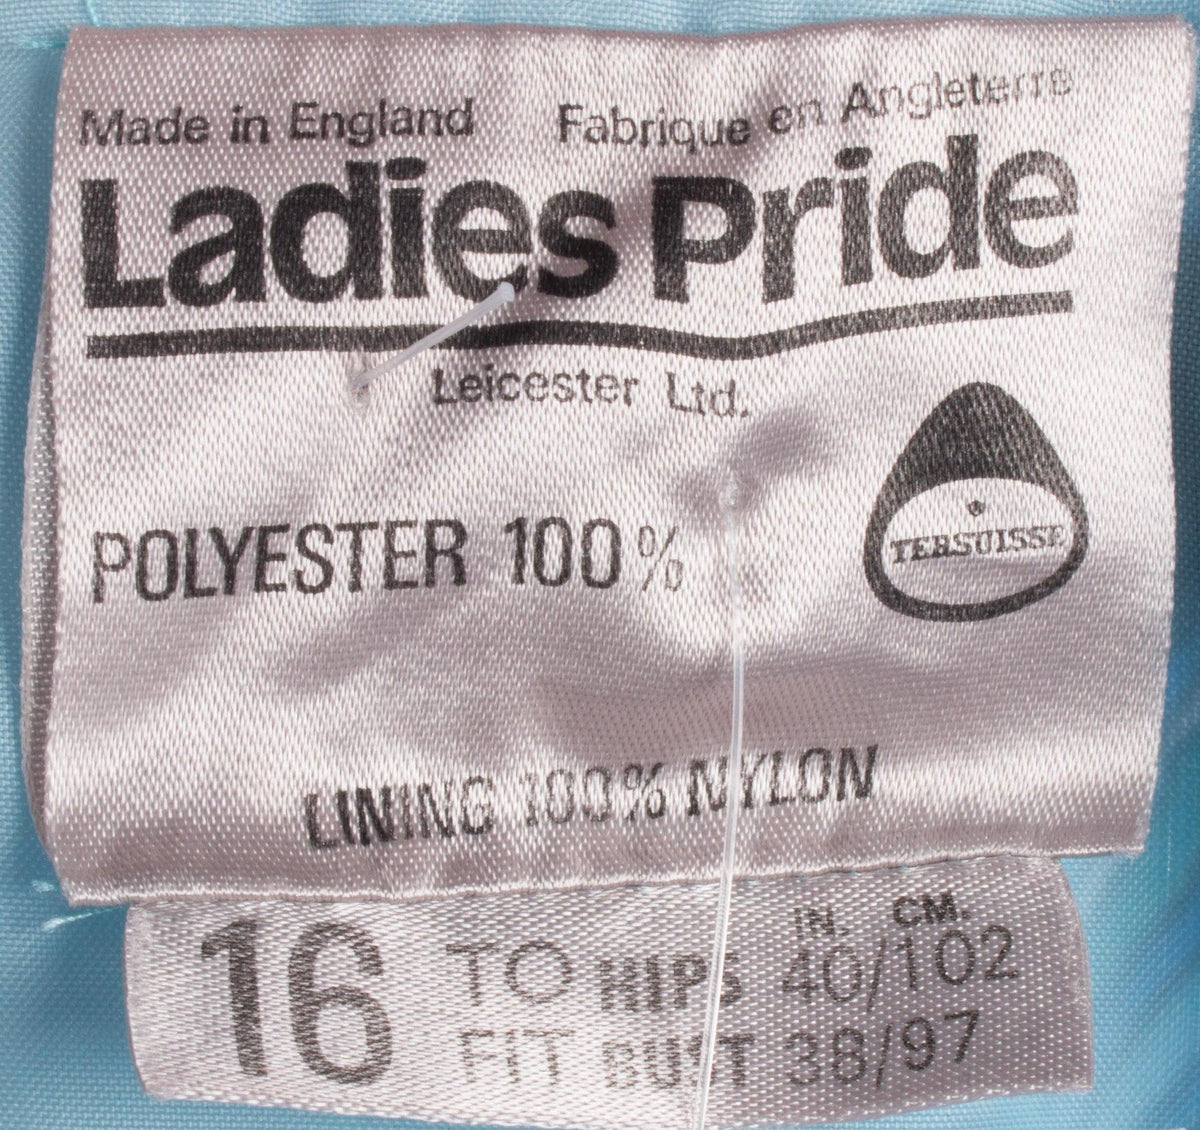 Made in England Fabrique en Angleterre
Ladies Pride
Leicester Ltd.
®
TERSUISSE
POLYESTER 100%
LINING 100% NYLON
IN. CM.
16 TO HIPS 40/102
FIT BUST 38/97